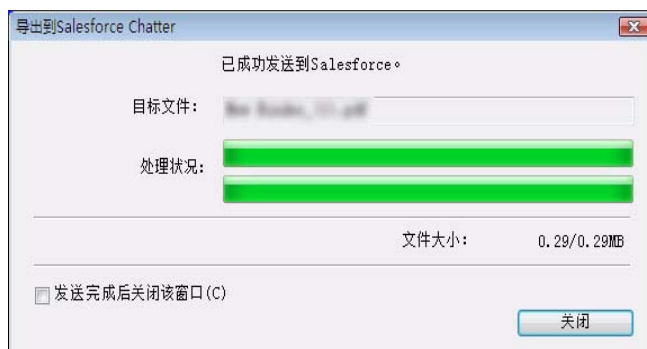 导出到Salesforce Chatter
已成功发送到Salesforce。
目标文件：
处理状况：
文件大小： 0.29/0.29MB
发送完成后关闭该窗口(C)
关闭